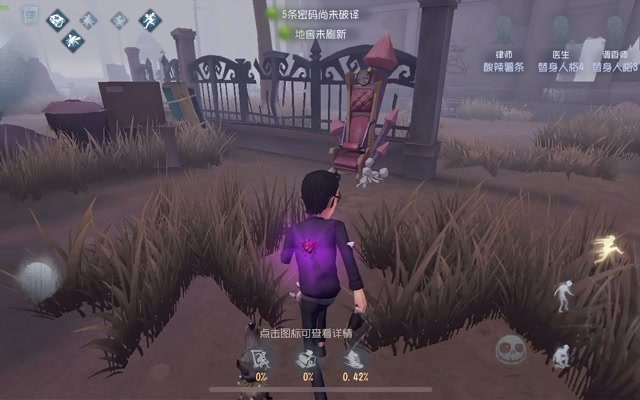 5条密码尚未破译
地窖未刷新
律师
医生
调香师
酸辣薯条
替身人格4
替身人格3
点击图标可查看详情
0%
0%
0.42%